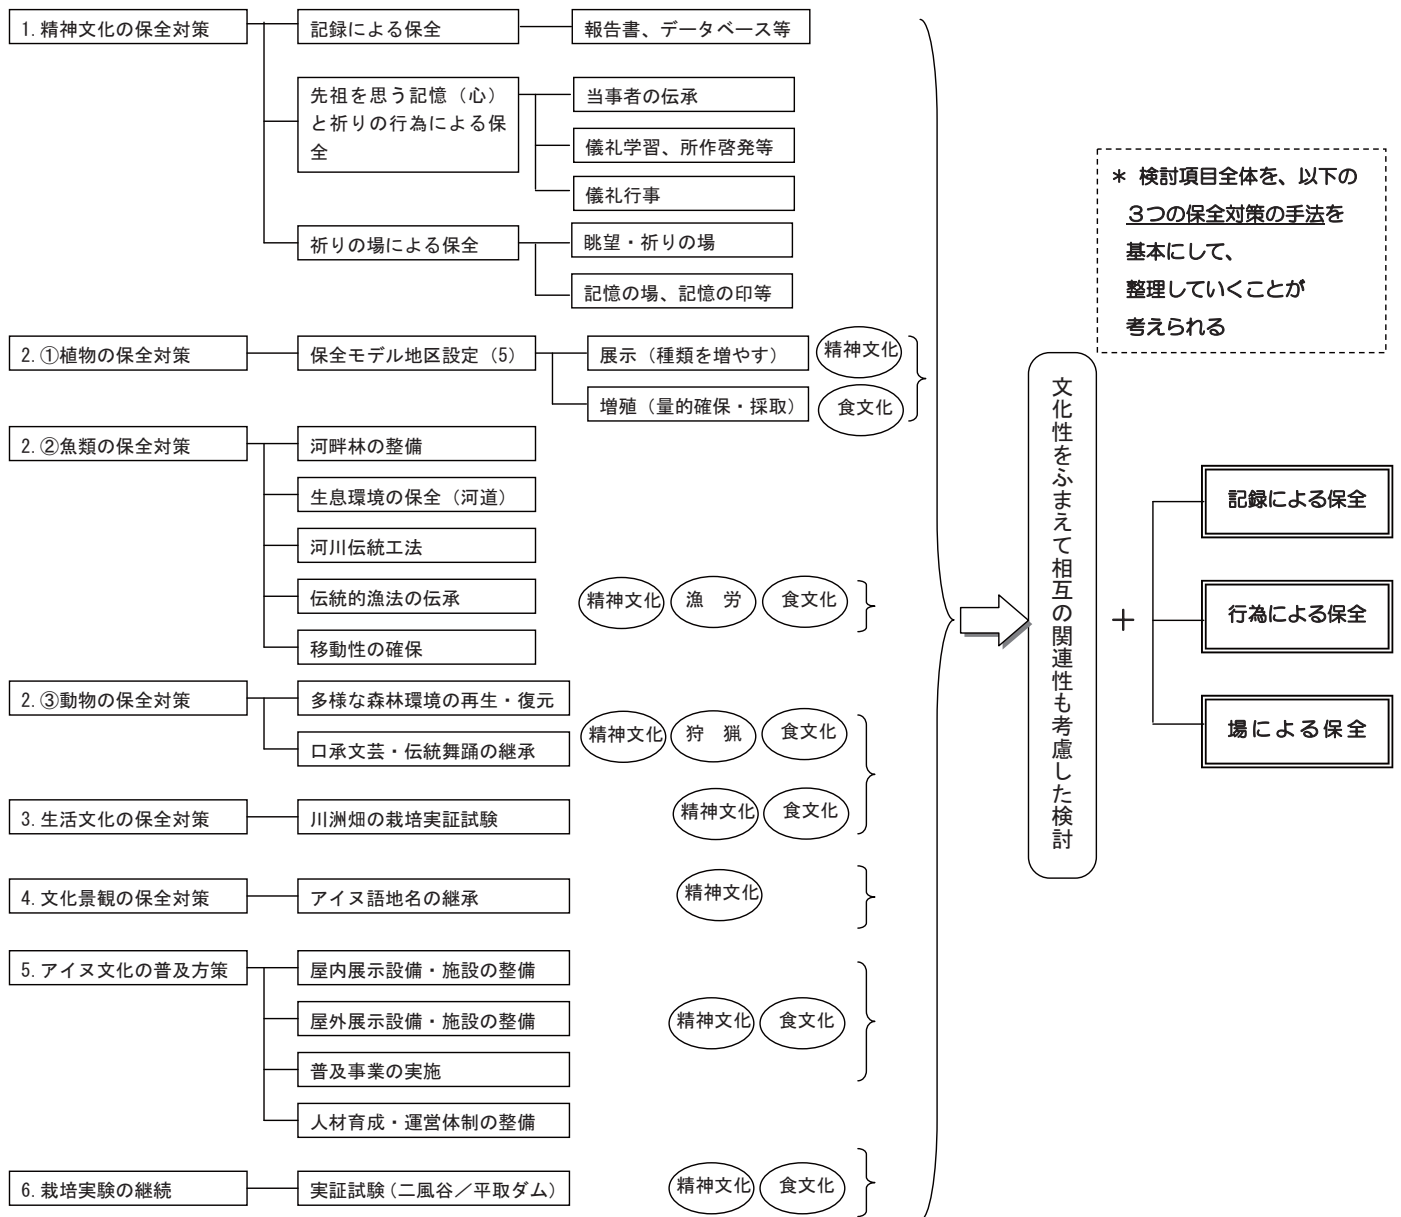 1.精神文化の保全対策
記録による保全
報告書、データベース等
先祖を思う記憶（心）
と祈りの行為による保
全
当事者の伝承
儀礼学習、所作啓発等
儀礼行事
祈りの場による保全
眺望・祈りの場
記憶の場、記憶の印等
2.①植物の保全対策
保全モデル地区設定（5）
展示（種類を増やす）
精神文化
増殖（量的確保・採取）
食文化
2.②魚類の保全対策
河畔林の整備
生息環境の保全（河道）
河川伝統工法
伝統的漁法の伝承
精神文化
漁　労
食文化
移動性の確保
2.③動物の保全対策
多様な森林環境の再生・復元
口承文芸・伝統舞踊の継承
精神文化
狩　猟
食文化
3.生活文化の保全対策
川洲畑の栽培実証試験
精神文化
食文化
4.文化景観の保全対策
アイヌ語地名の継承
精神文化
5.アイヌ文化の普及方策
屋内展示設備・施設の整備
屋外展示設備・施設の整備
普及事業の実施
人材育成・運営体制の整備
精神文化
食文化
6.栽培実験の継続
実証試験（二風谷／平取ダム）
精神文化
食文化
＊ 検討項目全体を、以下の
３つの保全対策の手法を
基本にして、
整理していくことが
考えられる
文化性をふまえて相互の関連性も考慮した検討
＋
記録による保全
行為による保全
場による保全